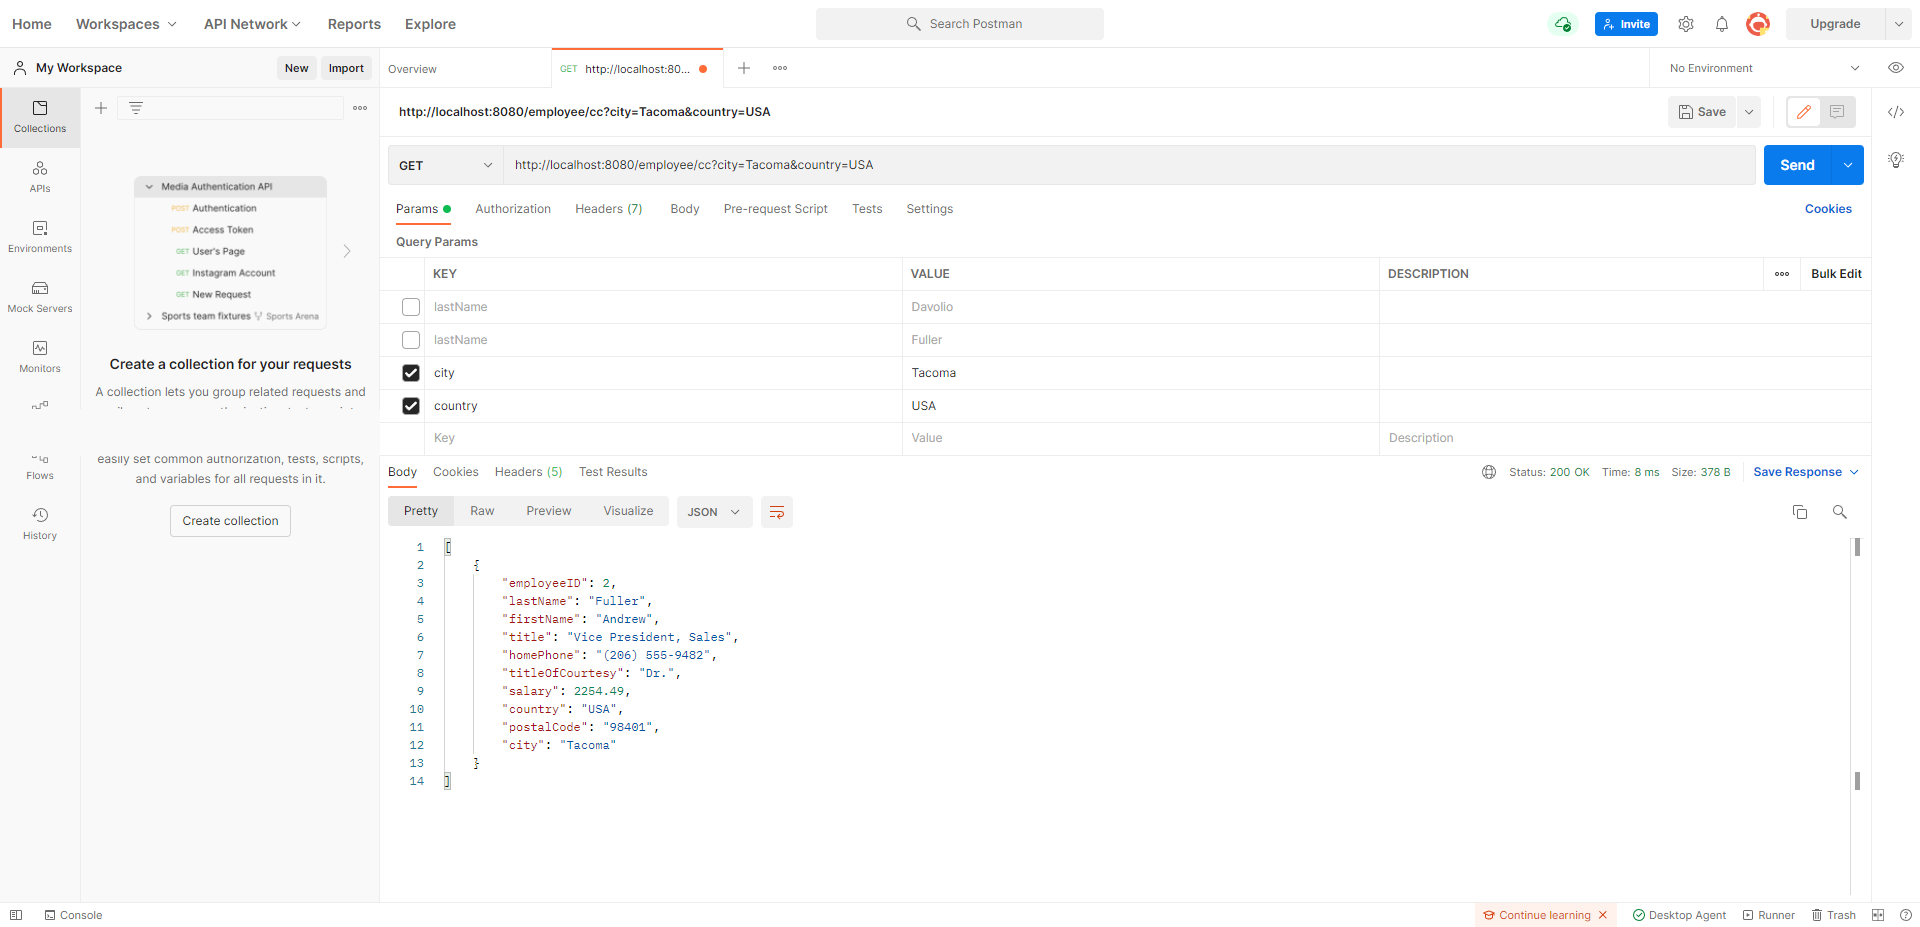 Home Workspaces API Network Reports Explore Search Postman Invite Upgrade
My Workspace New Import Overview GET http://localhost:80... No Environment
http://localhost:8080/employee/cc?city=Tacoma&country=USA Save
Collections
GET http://localhost:8080/employee/cc?city=Tacoma&country=USA Send
Media Authentication API
POST Authentication
POST Access Token
GET User's Page
GET Instagram Account
GET New Request
Sports team fixtures Sports Arena
APIs
Environments
Mock Servers
Monitors
Params Authorization Headers (7) Body Pre-request Script Tests Settings Cookies
Query Params
KEY VALUE DESCRIPTION Bulk Edit
lastName Davolio
lastName Fuller
city Tacoma
country USA
Key Value Description
Create a collection for your requests
A collection lets you group related requests and
easily set common authorization, tests, scripts,
and variables for all requests in it.
Create collection
Flows
History
Body Cookies Headers (5) Test Results Status: 200 OK Time: 8 ms Size: 378 B Save Response
Pretty Raw Preview Visualize JSON
1 [
2 {
3 "employeeID": 2,
4 "lastName": "Fuller",
5 "firstName": "Andrew",
6 "title": "Vice President, Sales",
7 "homePhone": "(206) 555-9482",
8 "titleOfCourtesy": "Dr.",
9 "salary": 2254.49,
10 "country": "USA",
11 "postalCode": "98401",
12 "city": "Tacoma"
13 }
14 ]
Console Continue learning Desktop Agent Runner Trash